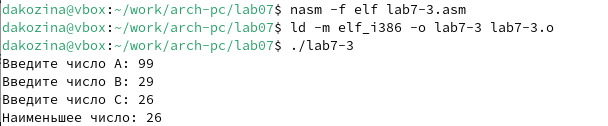 dakozina@vbox:~/work/arch-pc/lab07$ nasm -f elf lab7-3.asm
dakozina@vbox:~/work/arch-pc/lab07$ ld -m elf_i386 -o lab7-3 lab7-3.o
dakozina@vbox:~/work/arch-pc/lab07$ ./lab7-3
Введите число А: 99
Введите число В: 29
Введите число С: 26
Наименьшее число: 26